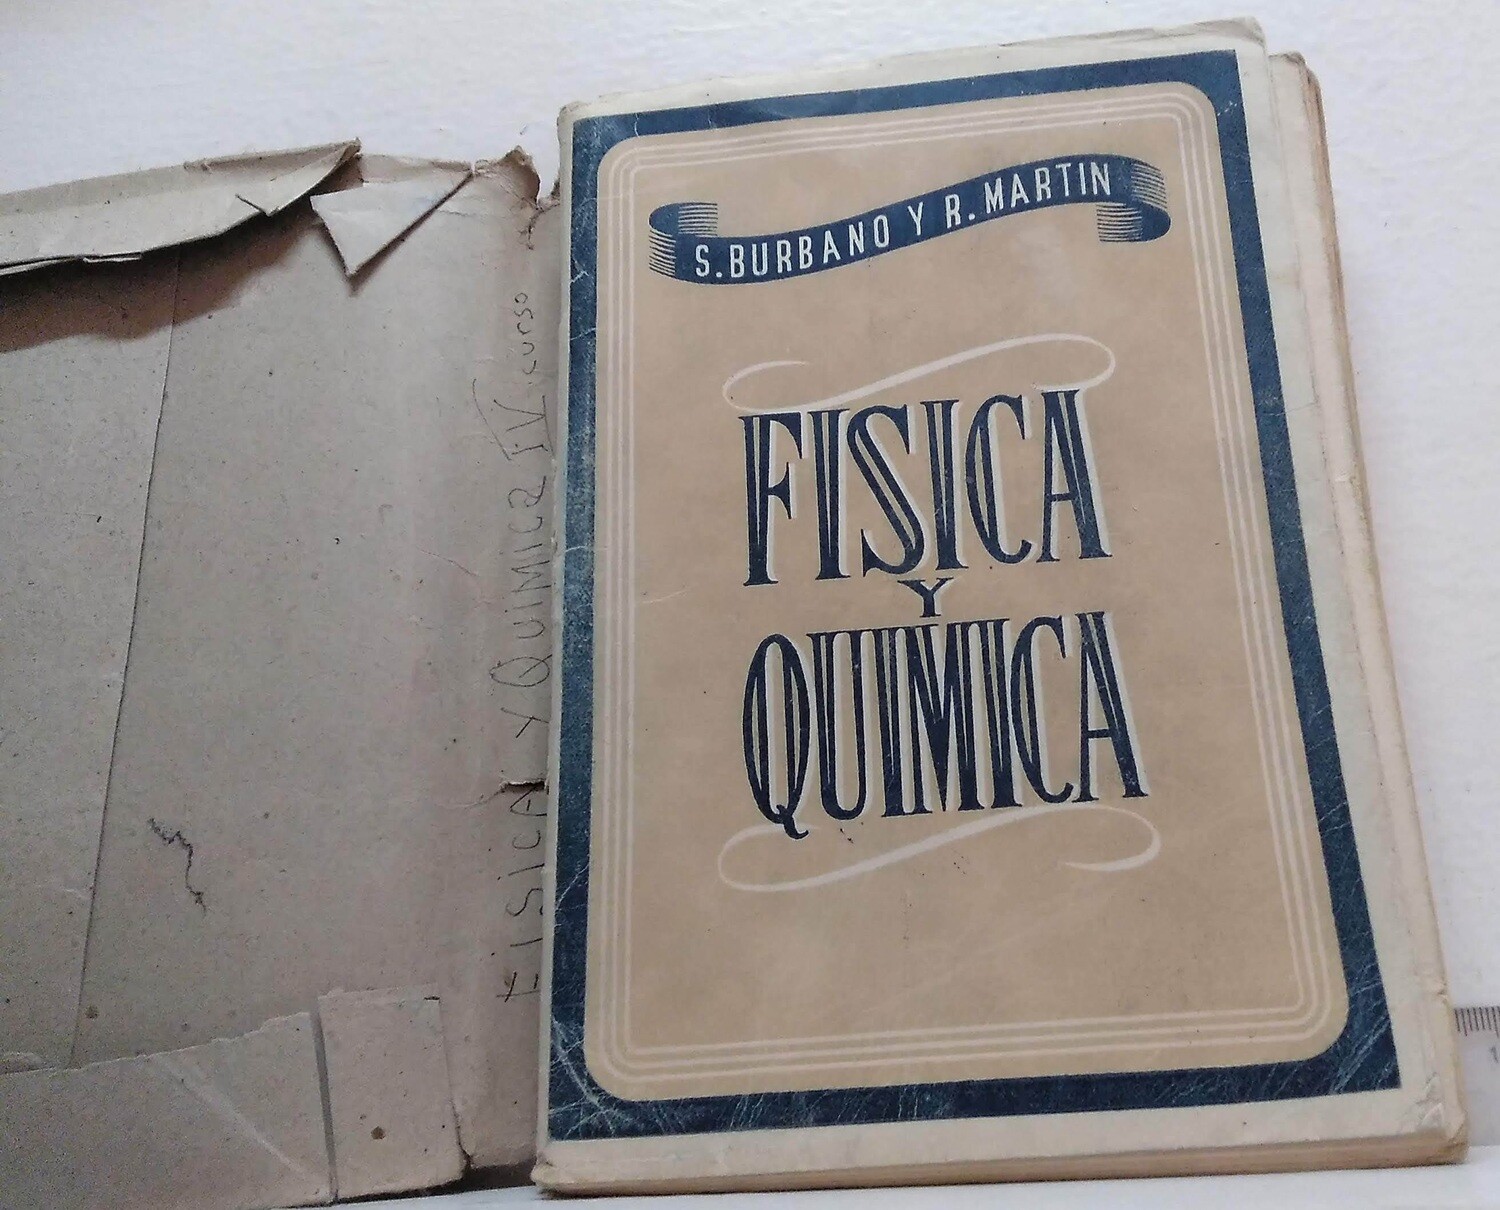 S. BURBANO Y R. MARTIN
FISICA
Y
QUIMICA
FISICA Y QUIMICA IV curso